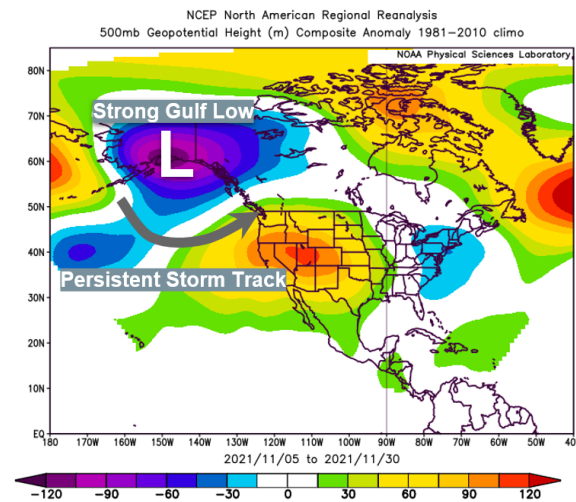 NCEP North American Regional Reanalysis
500mb Geopotential Height (m) Composite Anomaly 1981-2010 climo
NOAA Physical Sciences Laboratory
80N
Strong Gulf Low
70N
60N
L
50N
40N
Persistent Storm Track
30N
20N
10N
EQ
180 170W 160W 150W 140W 130W 120W 110W 100W 90W 80W 70W 60W 50W 40
2021/11/05 to 2021/11/30
-120 -90 -60 -30 0 30 60 90 120